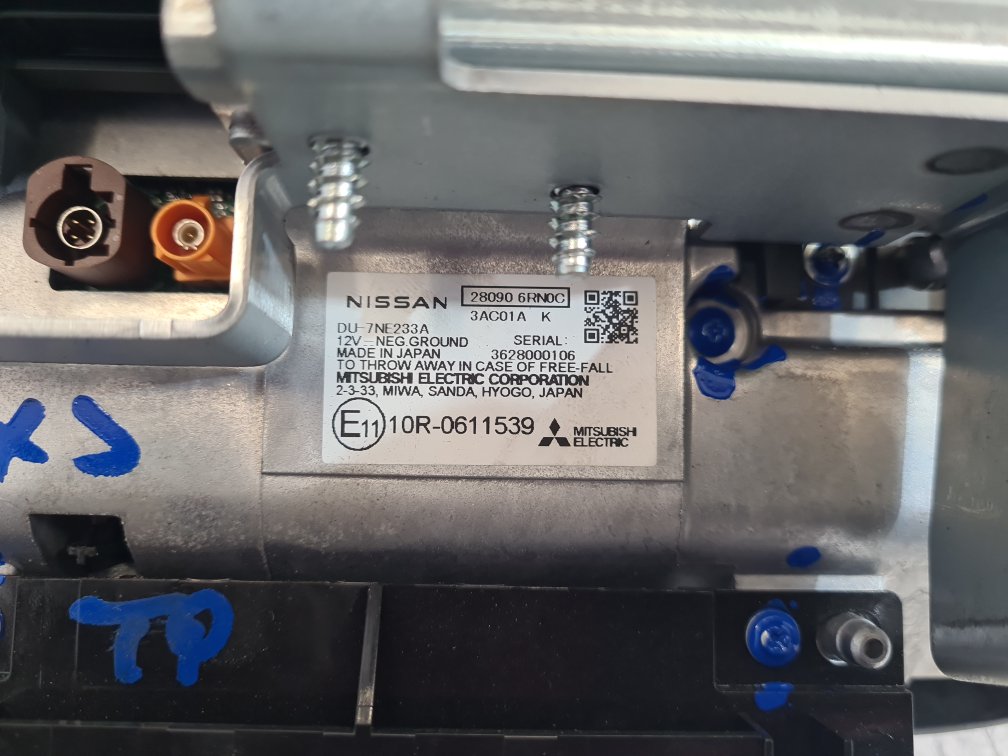 NISSAN 28090 6RN0C
3AC01A K
DU-7NE233A
12V⎓NEG.GROUND SERIAL:
MADE IN JAPAN 3628000106
TO THROW AWAY IN CASE OF FREE-FALL
MITSUBISHI ELECTRIC CORPORATION
2-3-33, MIWA, SANDA, HYOGO, JAPAN
E11 10R-0611539 MITSUBISHI
ELECTRIC